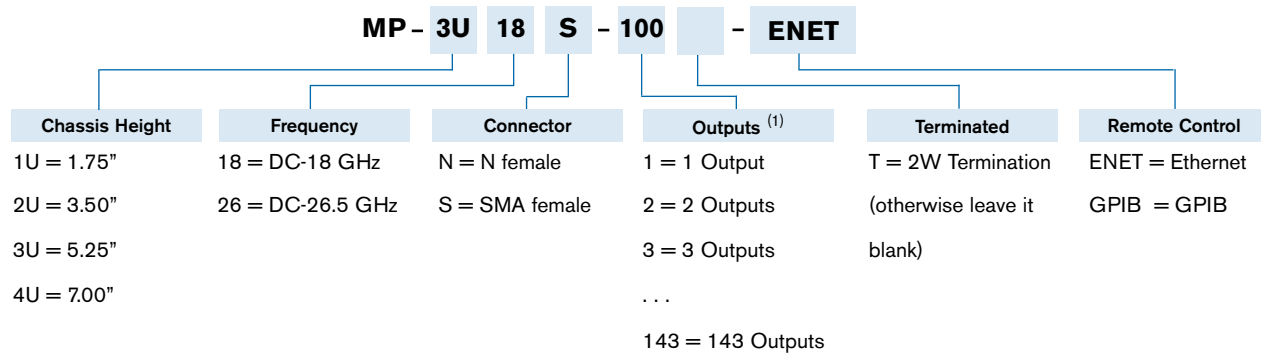 MP – 3U 18 S – 100 – ENET
Chassis Height Frequency Connector Outputs (1) Terminated Remote Control
1U = 1.75” 18 = DC-18 GHz N = N female 1 = 1 Output T = 2W Termination ENET = Ethernet
2U = 3.50” 26 = DC-26.5 GHz S = SMA female 2 = 2 Outputs (otherwise leave it GPIB = GPIB
3U = 5.25” 3 = 3 Outputs blank)
4U = 7.00” . . .
143 = 143 Outputs